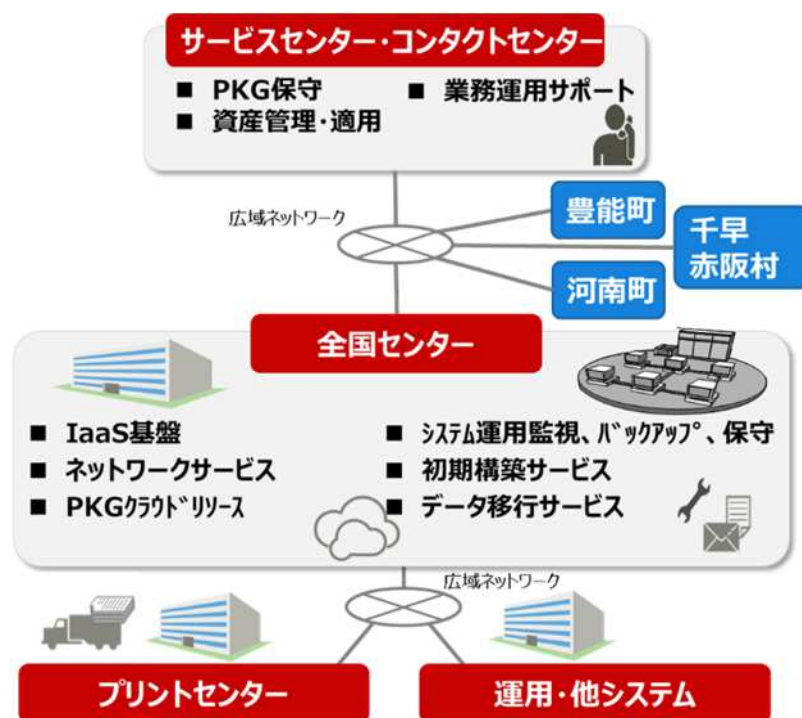 サービスセンター・コンタクトセンター
■ PKG保守
■ 業務運用サポート
■ 資産管理・適用
広域ネットワーク
豊能町
千早
赤阪村
河南町
全国センター
■ IaaS基盤
■ ネットワークサービス
■ PKGクラウドリソース
■ システム運用監視、バックアップ、保守
■ 初期構築サービス
■ データ移行サービス
広域ネットワーク
プリントセンター
運用・他システム